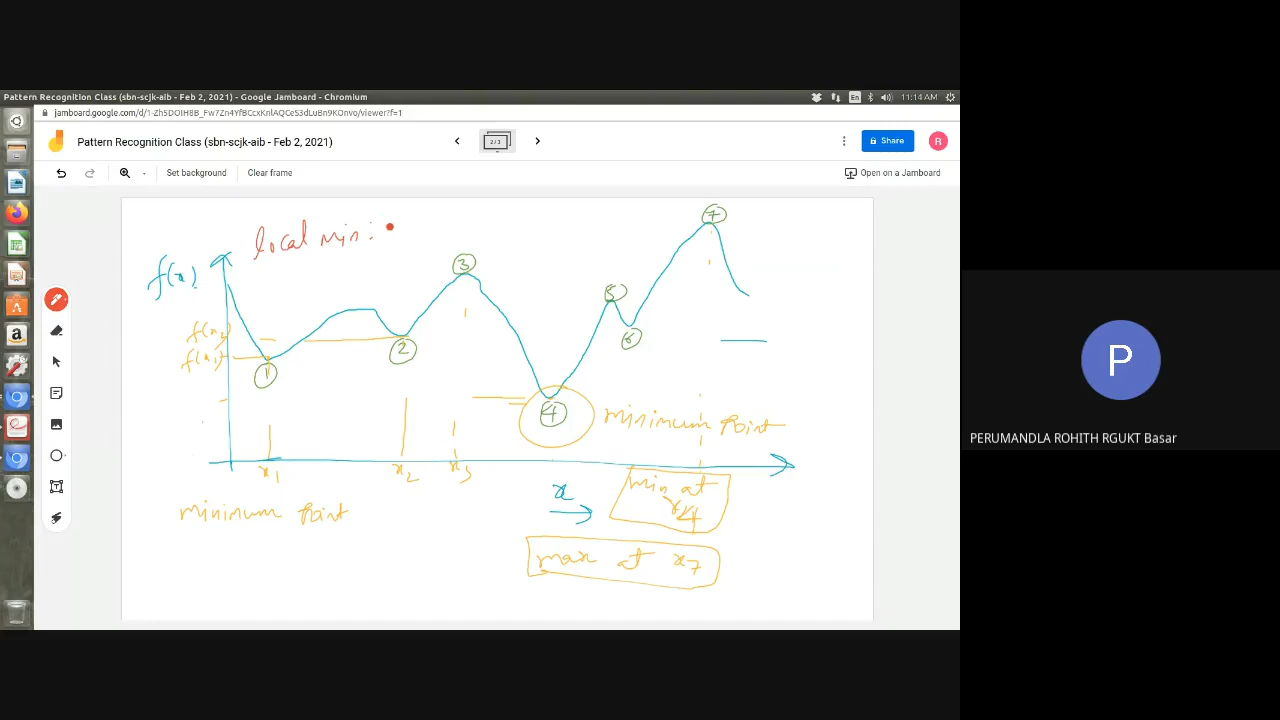 Pattern Recognition Class (sbn-scjk-aib - Feb 2, 2021) - Google Jamboard - Chromium
En
11:14 AM
Pattern Recognition Class (sbn-scjk-aib - Feb 2, 2021)
2 / 3
Share
R
Set background
Clear frame
Open on a Jamboard
local min:
f(x)
f(x2)
f(x1)
1
2
3
4
5
6
7
minimum Point
x1
x2
x3
x
min at x4
minimum Point
max at x7
P
PERUMANDLA ROHITH RGUKT Basar